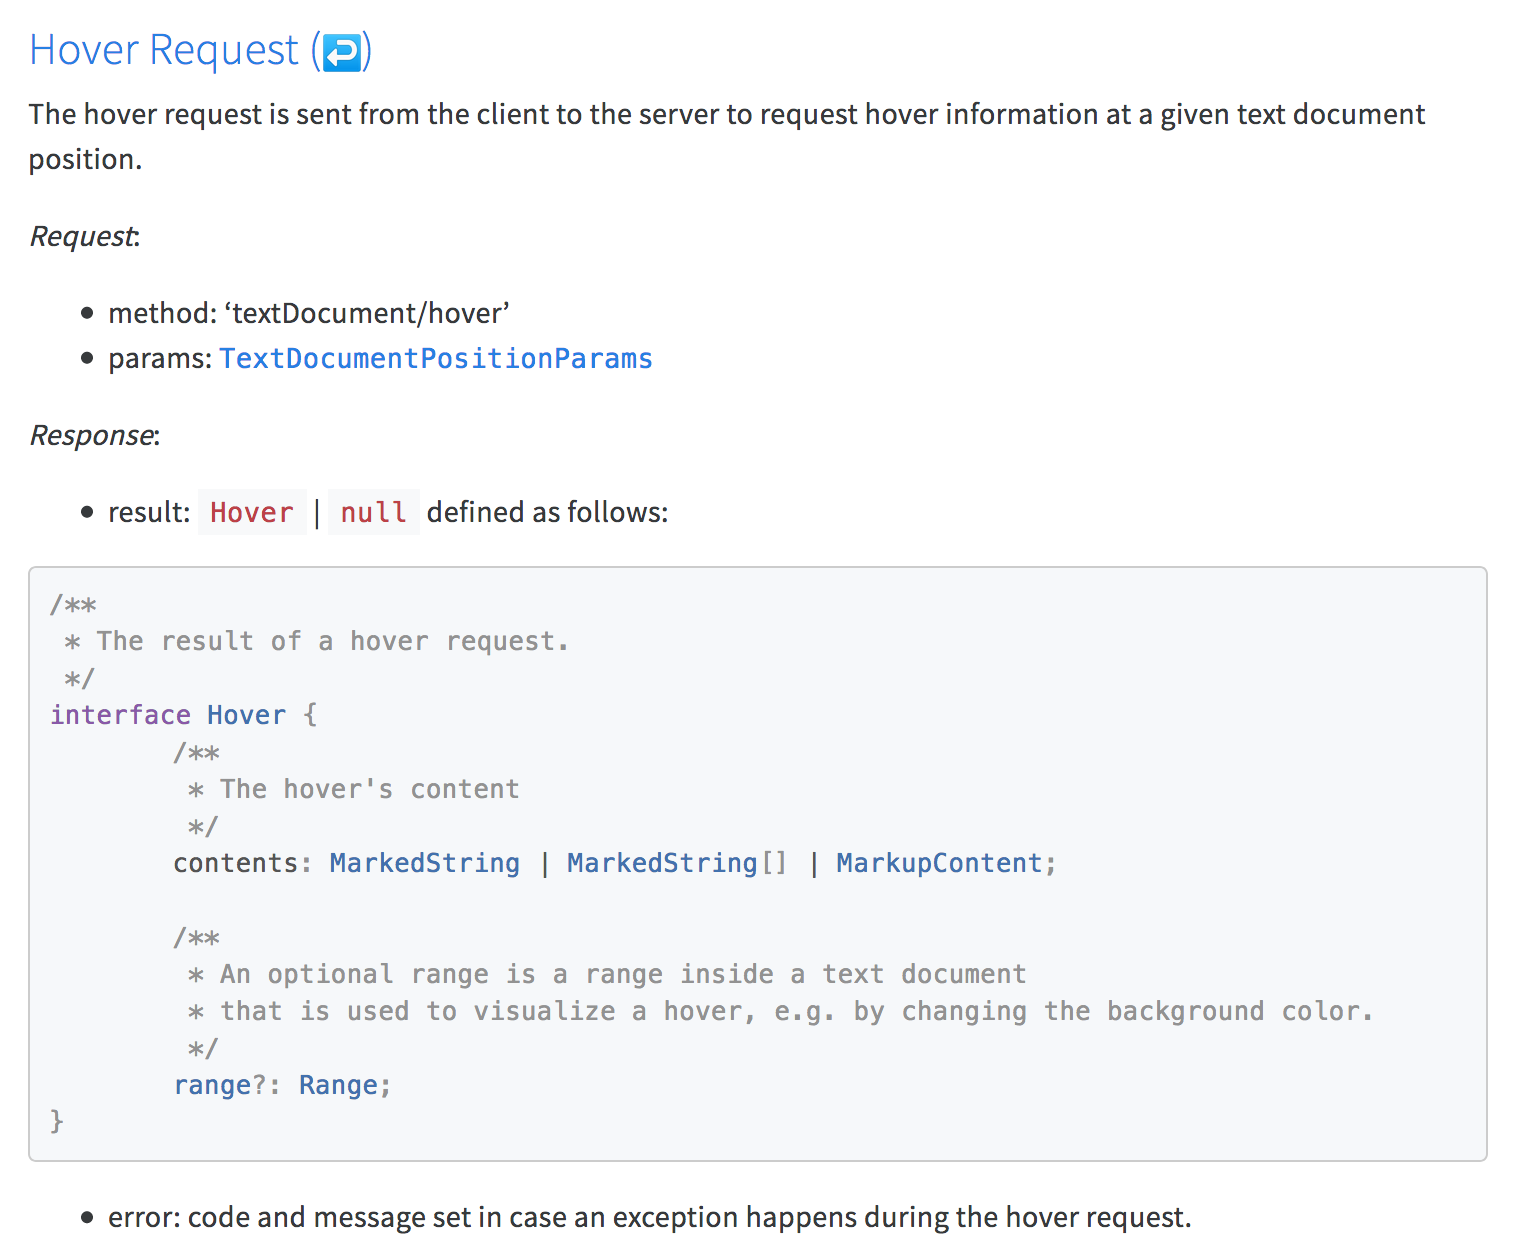 Hover Request (↩️)
The hover request is sent from the client to the server to request hover information at a given text document
position.
Request:
• method: ‘textDocument/hover’
• params: TextDocumentPositionParams
Response:
• result: Hover | null defined as follows:
/**
 * The result of a hover request.
 */
interface Hover {
	/**
	 * The hover's content
	 */
	contents: MarkedString | MarkedString[] | MarkupContent;

	/**
	 * An optional range is a range inside a text document
	 * that is used to visualize a hover, e.g. by changing the background color.
	 */
	range?: Range;
}
• error: code and message set in case an exception happens during the hover request.